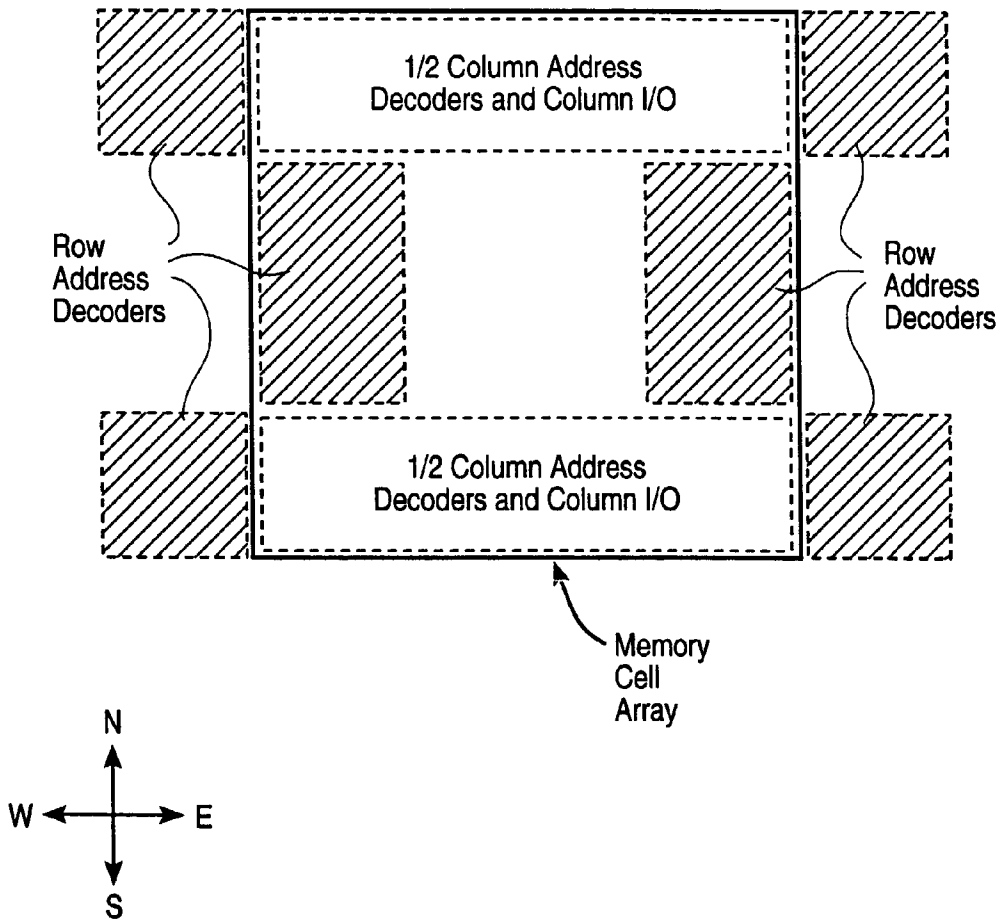 1/2 Column Address
Decoders and Column I/O
Row
Address
Decoders
Row
Address
Decoders
1/2 Column Address
Decoders and Column I/O
Memory
Cell
Array
N
W
E
S